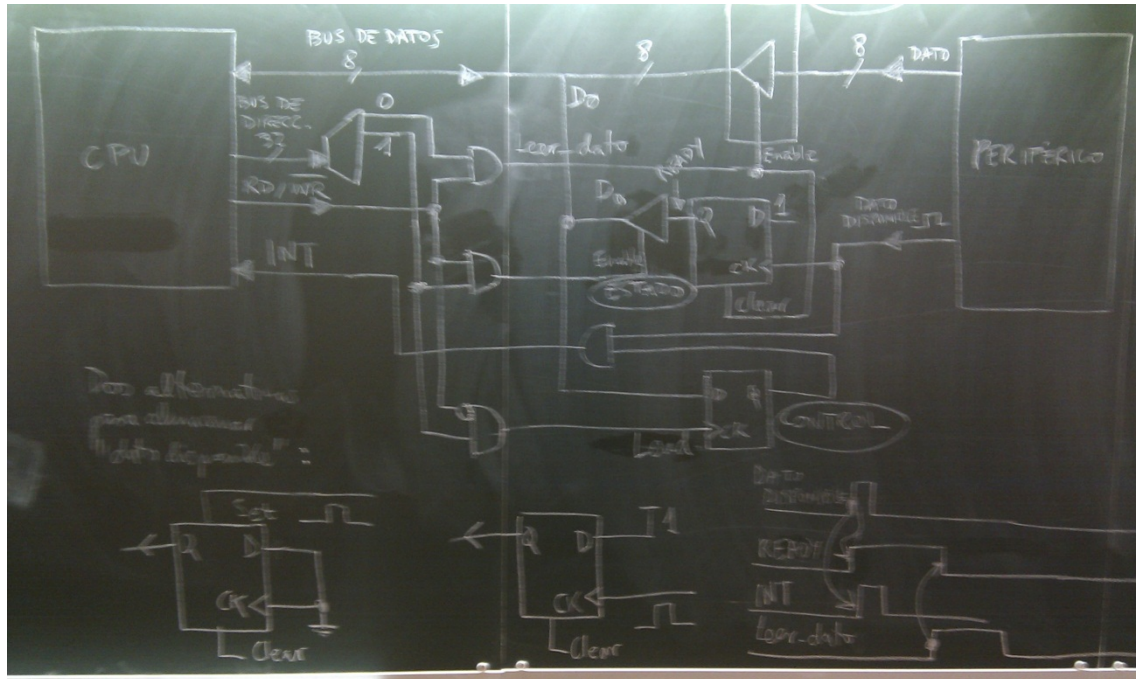 BUS DE DATOS
8
8
8
DATO
D0
BUS DE
DIREC.
32
0
1
CPU
Leer_dato
READY
Enable
PERIFÉRICO
RD/WR
D0
Q
D
1
DATO
DISPONIBLE
INT
Enable
ESTADO
Clear
D
Q
CK
CONTROL
Load
Dos alternativas
para almacenar
"dato disponible":
DATO
DISPONIBLE
Set
Q
D
CK
Clear
Q
D
1
CK
Clear
READY
INT
Leer_dato